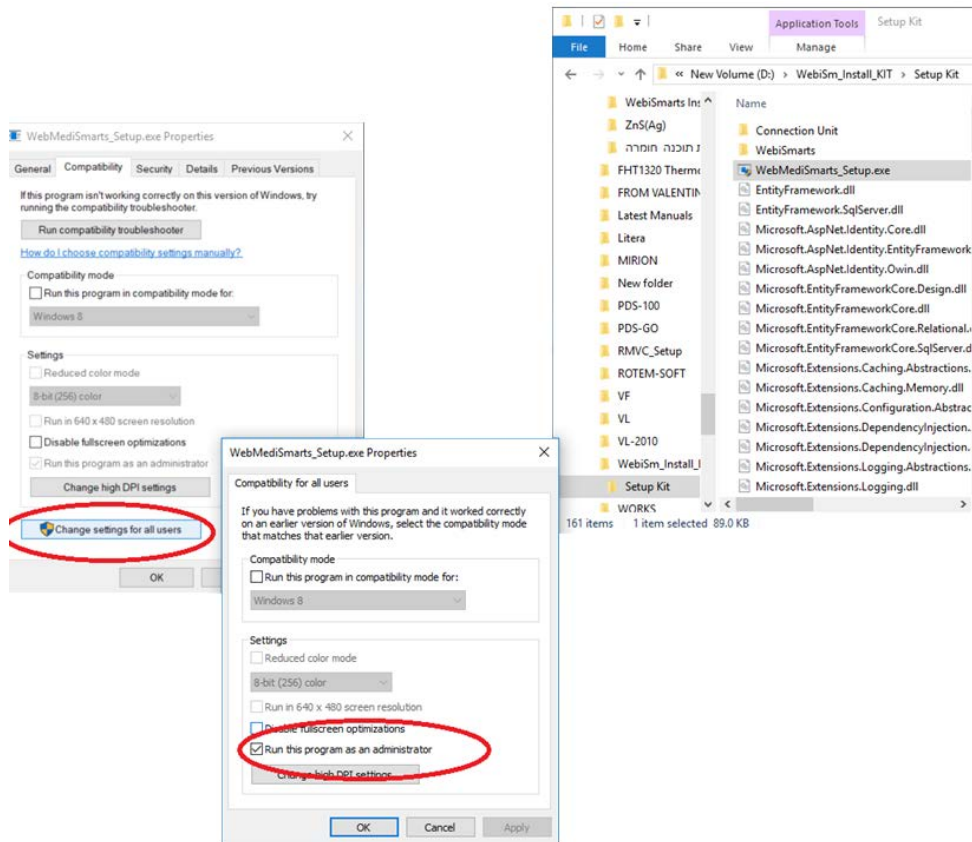 Application Tools
Setup Kit
File
Home
Share
View
Manage
« New Volume (D:) > WebiSm_Install_KIT > Setup Kit
WebiSmarts Ins
ZnS(Ag)
ת תוכנה חומרה
FHT1320 Thermo
FROM VALENTIN
Latest Manuals
Litera
MIRION
New folder
PDS-100
PDS-GO
RMVC_Setup
ROTEM-SOFT
VF
VL
VL-2010
WebiSm_Install_
Setup Kit
WORKS
Name
Connection Unit
WebiSmarts
WebMediSmarts_Setup.exe
EntityFramework.dll
EntityFramework.SqlServer.dll
Microsoft.AspNet.Identity.Core.dll
Microsoft.AspNet.Identity.EntityFramework
Microsoft.AspNet.Identity.Owin.dll
Microsoft.EntityFrameworkCore.Design.dll
Microsoft.EntityFrameworkCore.dll
Microsoft.EntityFrameworkCore.Relational.
Microsoft.EntityFrameworkCore.SqlServer.d
Microsoft.Extensions.Caching.Abstractions.
Microsoft.Extensions.Caching.Memory.dll
Microsoft.Extensions.Configuration.Abstrac
Microsoft.Extensions.DependencyInjection.
Microsoft.Extensions.DependencyInjection.
Microsoft.Extensions.Logging.Abstractions.
Microsoft.Extensions.Logging.dll
161 items 1 item selected 89.0 KB
WebMediSmarts_Setup.exe Properties
General
Compatibility
Security
Details
Previous Versions
If this program isn't working correctly on this version of Windows, try
running the compatibility troubleshooter.
Run compatibility troubleshooter
How do I choose compatibility settings manually?
Compatibility mode
Run this program in compatibility mode for:
Windows 8
Settings
Reduced color mode
8-bit (256) color
Run in 640 x 480 screen resolution
Disable fullscreen optimizations
Run this program as an administrator
Change high DPI settings
Change settings for all users
OK
WebMediSmarts_Setup.exe Properties
Compatibility for all users
If you have problems with this program and it worked correctly
on an earlier version of Windows, select the compatibility mode
that matches that earlier version.
Compatibility mode
Run this program in compatibility mode for:
Windows 8
Settings
Reduced color mode
8-bit (256) color
Run in 640 x 480 screen resolution
Disable fullscreen optimizations
Run this program as an administrator
Change high DPI settings
OK
Cancel
Apply